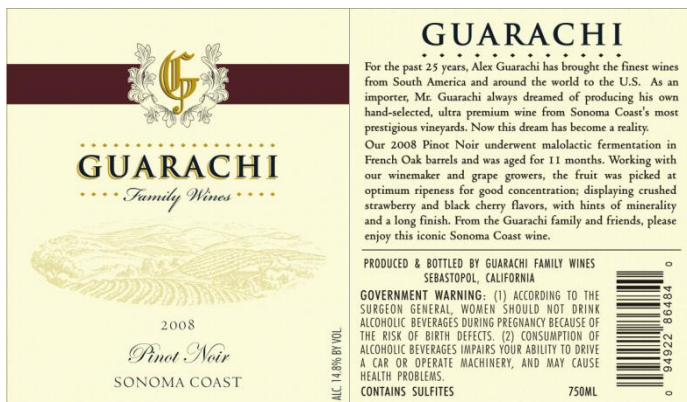 G
GUARACHI
Family Wines
2008
Pinot Noir
SONOMA COAST
ALC. 14.8% BY VOL.
GUARACHI
For the past 25 years, Alex Guarachi has brought the finest wines
from South America and around the world to the U.S. As an
importer, Mr. Guarachi always dreamed of producing his own
hand-selected, ultra premium wine from Sonoma Coast's most
prestigious vineyards. Now this dream has become a reality.
Our 2008 Pinot Noir underwent malolactic fermentation in
French Oak barrels and was aged for 11 months. Working with
our winemaker and grape growers, the fruit was picked at
optimum ripeness for good concentration; displaying crushed
strawberry and black cherry flavors, with hints of minerality
and a long finish. From the Guarachi family and friends, please
enjoy this iconic Sonoma Coast wine.
PRODUCED & BOTTLED BY GUARACHI FAMILY WINES
SEBASTOPOL, CALIFORNIA
GOVERNMENT WARNING: (1) ACCORDING TO THE
SURGEON GENERAL, WOMEN SHOULD NOT DRINK
ALCOHOLIC BEVERAGES DURING PREGNANCY BECAUSE OF
THE RISK OF BIRTH DEFECTS. (2) CONSUMPTION OF
ALCOHOLIC BEVERAGES IMPAIRS YOUR ABILITY TO DRIVE
A CAR OR OPERATE MACHINERY, AND MAY CAUSE
HEALTH PROBLEMS.
CONTAINS SULFITES 750ML
0 94922 86484 0